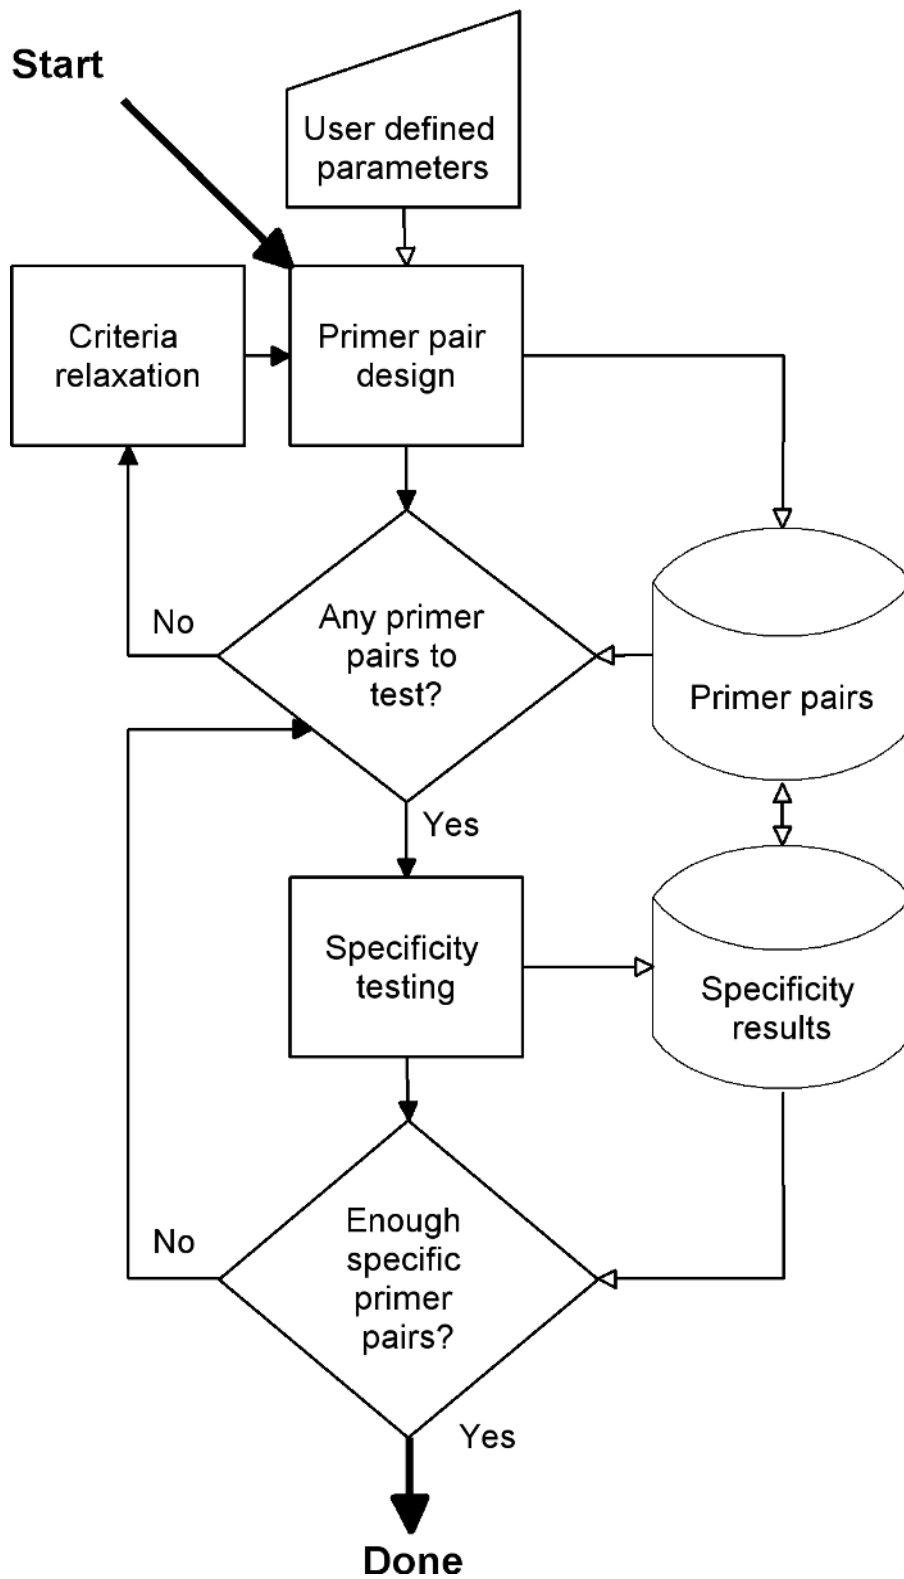 Start
User defined
parameters
Criteria
relaxation
Primer pair
design
No
Any primer
pairs to
test?
Primer pairs
Yes
Specificity
testing
Specificity
results
No
Enough
specific
primer
pairs?
Yes
Done